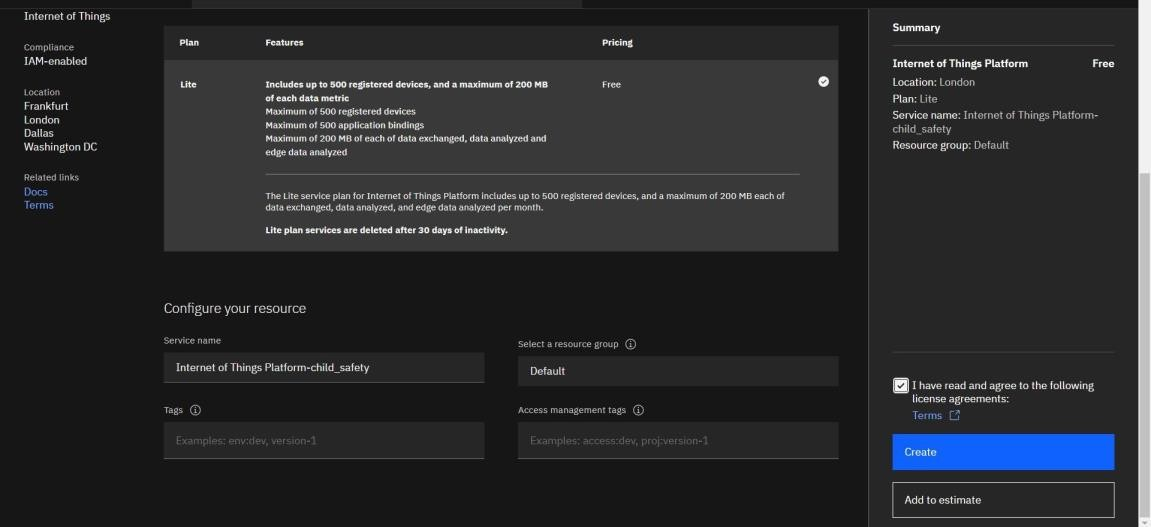 Internet of Things
Compliance
IAM-enabled
Location
Frankfurt
London
Dallas
Washington DC
Related links
Docs
Terms
Plan Features Pricing
Lite Includes up to 500 registered devices, and a maximum of 200 MB Free
of each data metric
Maximum of 500 registered devices
Maximum of 500 application bindings
Maximum of 200 MB of each of data exchanged, data analyzed and
edge data analyzed
The Lite service plan for Internet of Things Platform includes up to 500 registered devices, and a maximum of 200 MB each of
data exchanged, data analyzed, and edge data analyzed per month.
Lite plan services are deleted after 30 days of inactivity.
Configure your resource
Service name
Internet of Things Platform-child_safety
Select a resource group
Default
Tags
Examples: env:dev, version-1
Access management tags
Examples: access:dev, proj:version-1
Summary
Internet of Things Platform Free
Location: London
Plan: Lite
Service name: Internet of Things Platform-
child_safety
Resource group: Default
I have read and agree to the following
license agreements:
Terms
Create
Add to estimate